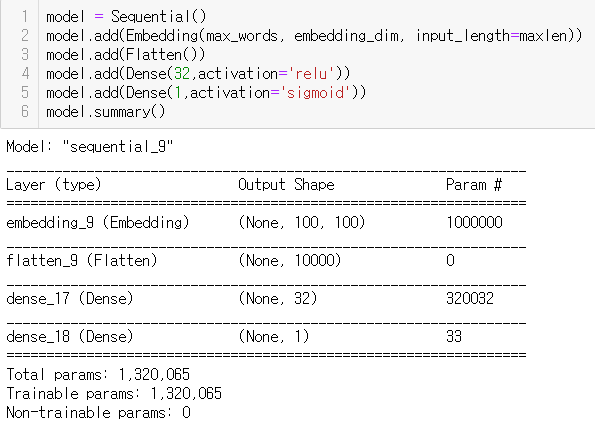 1 model = Sequential()
2 model.add(Embedding(max_words, embedding_dim, input_length=maxlen))
3 model.add(Flatten())
4 model.add(Dense(32,activation='relu'))
5 model.add(Dense(1,activation='sigmoid'))
6 model.summary()
Model: "sequential_9"
_________________________________________________________________
Layer (type)                 Output Shape              Param #
=================================================================
embedding_9 (Embedding)      (None, 100, 100)          1000000
_________________________________________________________________
flatten_9 (Flatten)          (None, 10000)             0
_________________________________________________________________
dense_17 (Dense)             (None, 32)                320032
_________________________________________________________________
dense_18 (Dense)             (None, 1)                 33
=================================================================
Total params: 1,320,065
Trainable params: 1,320,065
Non-trainable params: 0